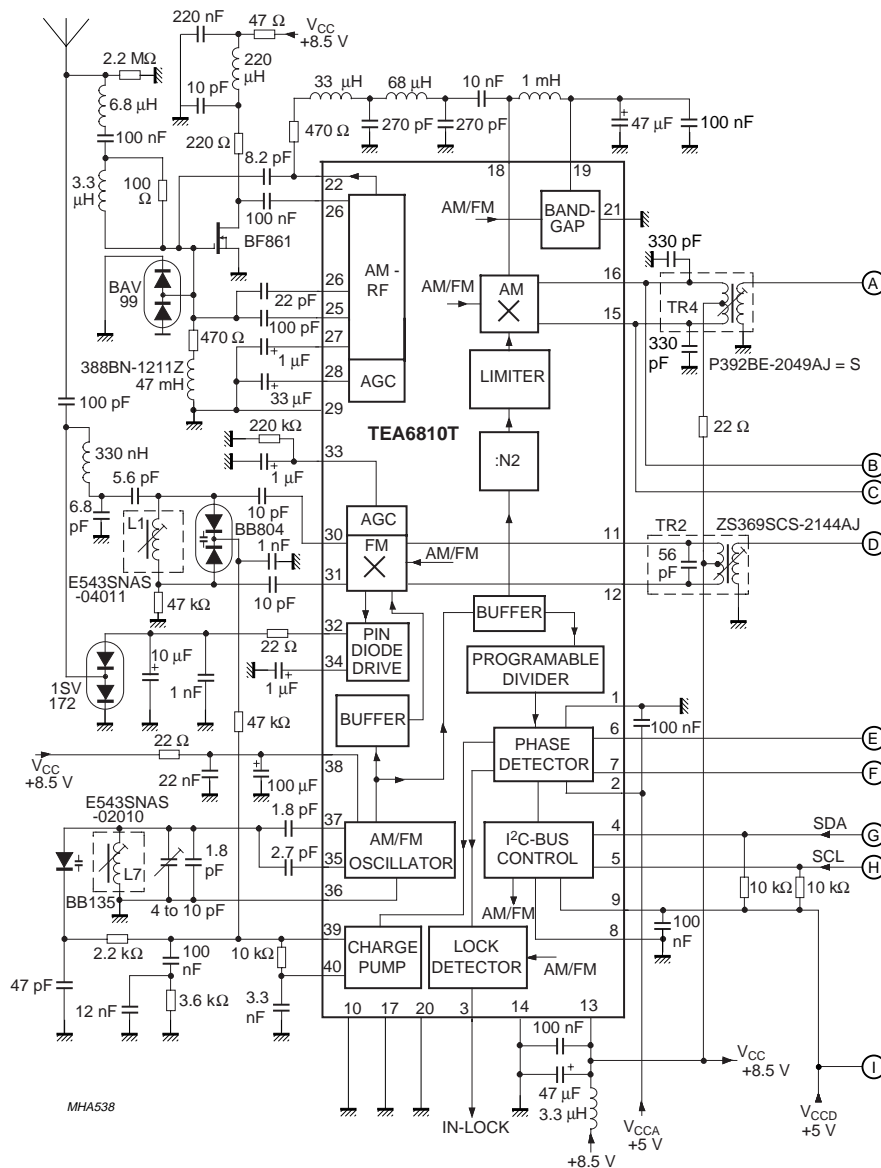 220 nF
47 Ω
VCC
+8.5 V
2.2 MΩ
220
μH
33 μH
68 μH
10 nF
1 mH
10 pF
6.8 μH
100 nF
470 Ω
270 pF
270 pF
+
47 μF
100 nF
220 Ω
8.2 pF
18
19
3.3
μH
100
Ω
22
100 nF
26
BF861
AM/FM
BAND-
GAP
21
330 pF
BAV
99
AM -
RF
26
22 pF
25
100 pF
27
AM/FM
AM
16
15
TR4
A
470 Ω
388BN-1211Z
47 mH
+
1 μF
28
+
33 μF
AGC
29
LIMITER
330
pF
P392BE-2049AJ = S
100 pF
220 kΩ
TEA6810T
22 Ω
33
+
1 μF
:N2
330 nH
5.6 pF
B
C
6.8
pF
L1
10 pF
BB804
AGC
30
FM
AM/FM
11
TR2
ZS369SCS-2144AJ
D
1 nF
56
pF
E543SNAS
-04011
31
12
47 kΩ
10 pF
BUFFER
32
22 Ω
PIN
DIODE
DRIVE
10 μF
+
1 nF
34
+
1 μF
PROGRAMABLE
DIVIDER
1SV
172
1
47 kΩ
BUFFER
100 nF
22 Ω
PHASE
DETECTOR
6
E
7
F
VCC
+8.5 V
38
22 nF
+
100 μF
2
E543SNAS
-02010
1.8 pF
37
AM/FM
OSCILLATOR
I²C-BUS
CONTROL
4
SDA
G
L7
1.8
pF
2.7 pF
35
5
SCL
H
BB135
4 to 10 pF
36
10 kΩ
10 kΩ
AM/FM
9
39
100
nF
8
2.2 kΩ
100
nF
10 kΩ
40
CHARGE
PUMP
LOCK
DETECTOR
AM/FM
47 pF
12 nF
3.6 kΩ
3.3
nF
10
17
20
3
14
13
100 nF
VCC
+8.5 V
I
47 μF
+
3.3 μH
MHA538
IN-LOCK
VCCA
+5 V
VCCD
+5 V
+8.5 V